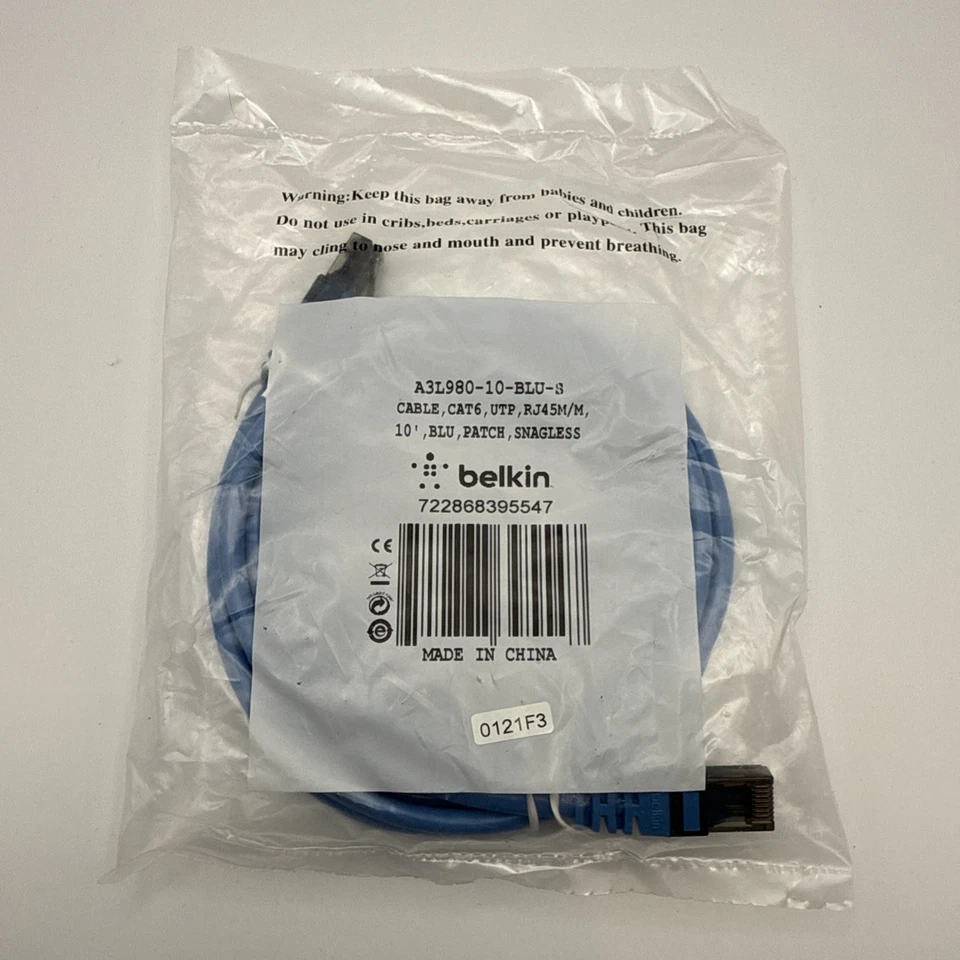 Warning:Keep this bag away from babies and children.
Do not use in cribs,beds,carriages or This bag
may cling to nose and mouth and prevent breathing.
A3L980-10-BLU-S
CABLE,CAT6,UTP,RJ45M/M,
10',BLU,PATCH,SNAGLESS
belkin
722868395547
CE
MADE IN CHINA
0121F3
belkin